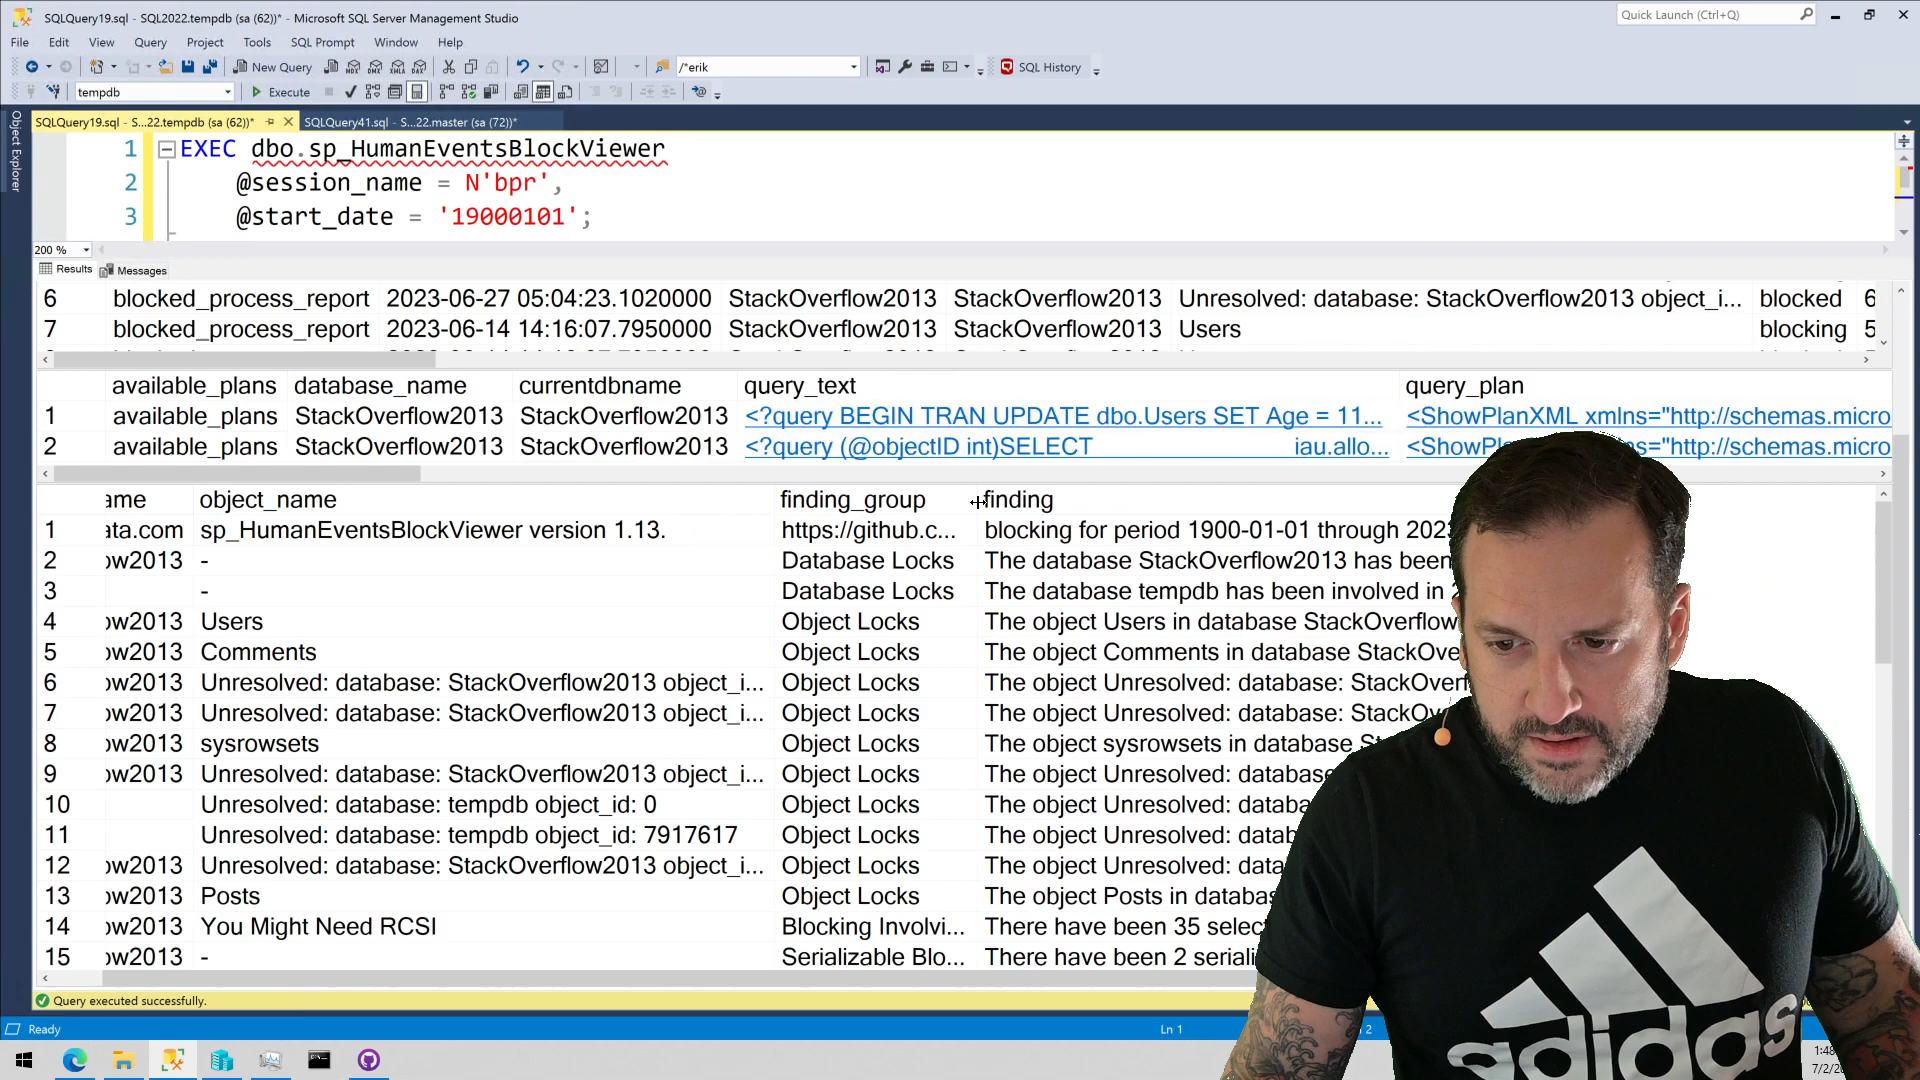 SQLQuery19.sql - SQL2022.tempdb (sa (62))* - Microsoft SQL Server Management Studio
Quick Launch (Ctrl+Q)
File Edit View Query Project Tools SQL Prompt Window Help
New Query
/*erik
SQL History
tempdb
Execute
Object Explorer
SQLQuery19.sql - S...22.tempdb (sa (62))*
SQLQuery41.sql - S...22.master (72))*
1 EXEC dbo.sp_HumanEventsBlockViewer
2 @session_name = N'bpr',
3 @start_date = '19000101';
200 %
Results Messages
6 blocked_process_report 2023-06-27 05:04:23.1020000 StackOverflow2013 StackOverflow2013 Unresolved: database: StackOverflow2013 object_i... blocked 6
7 blocked_process_report 2023-06-14 14:16:07.7950000 StackOverflow2013 StackOverflow2013 Users blocking 5
available_plans database_name currentdbname query_text query_plan
1 available_plans StackOverflow2013 StackOverflow2013 <?query BEGIN TRAN UPDATE dbo.Users SET Age = 11... <ShowPlanXML xmlns="http://schemas.micro
2 available_plans StackOverflow2013 StackOverflow2013 <?query (@objectID int)SELECT iau.allo... <ShowPl ns="http://schemas.micro
ame object_name finding_group finding
1 ata.com sp_HumanEventsBlockViewer version 1.13. https://github.c... blocking for period 1900-01-01 through 202
2 ow2013 - Database Locks The database StackOverflow2013 has been
3 - Database Locks The database tempdb has been involved in
4 ow2013 Users Object Locks The object Users in database StackOverflow
5 ow2013 Comments Object Locks The object Comments in database StackOve
6 ow2013 Unresolved: database: StackOverflow2013 object_i... Object Locks The object Unresolved: database: StackOverf
7 ow2013 Unresolved: database: StackOverflow2013 object_i... Object Locks The object Unresolved: database: StackOv
8 ow2013 sysrowsets Object Locks The object sysrowsets in database S
9 ow2013 Unresolved: database: StackOverflow2013 object_i... Object Locks The object Unresolved: database
10 Unresolved: database: tempdb object_id: 0 Object Locks The object Unresolved: databa
11 Unresolved: database: tempdb object_id: 7917617 Object Locks The object Unresolved: datab
12 ow2013 Unresolved: database: StackOverflow2013 object_i... Object Locks The object Unresolved: data
13 ow2013 Posts Object Locks The object Posts in databas
14 ow2013 You Might Need RCSI Blocking Involvi... There have been 35 selec
15 ow2013 - Serializable Blo... There have been 2 seriali
Query executed successfully.
Ready
Ln 1
2
1:48
7/2/20
adidas